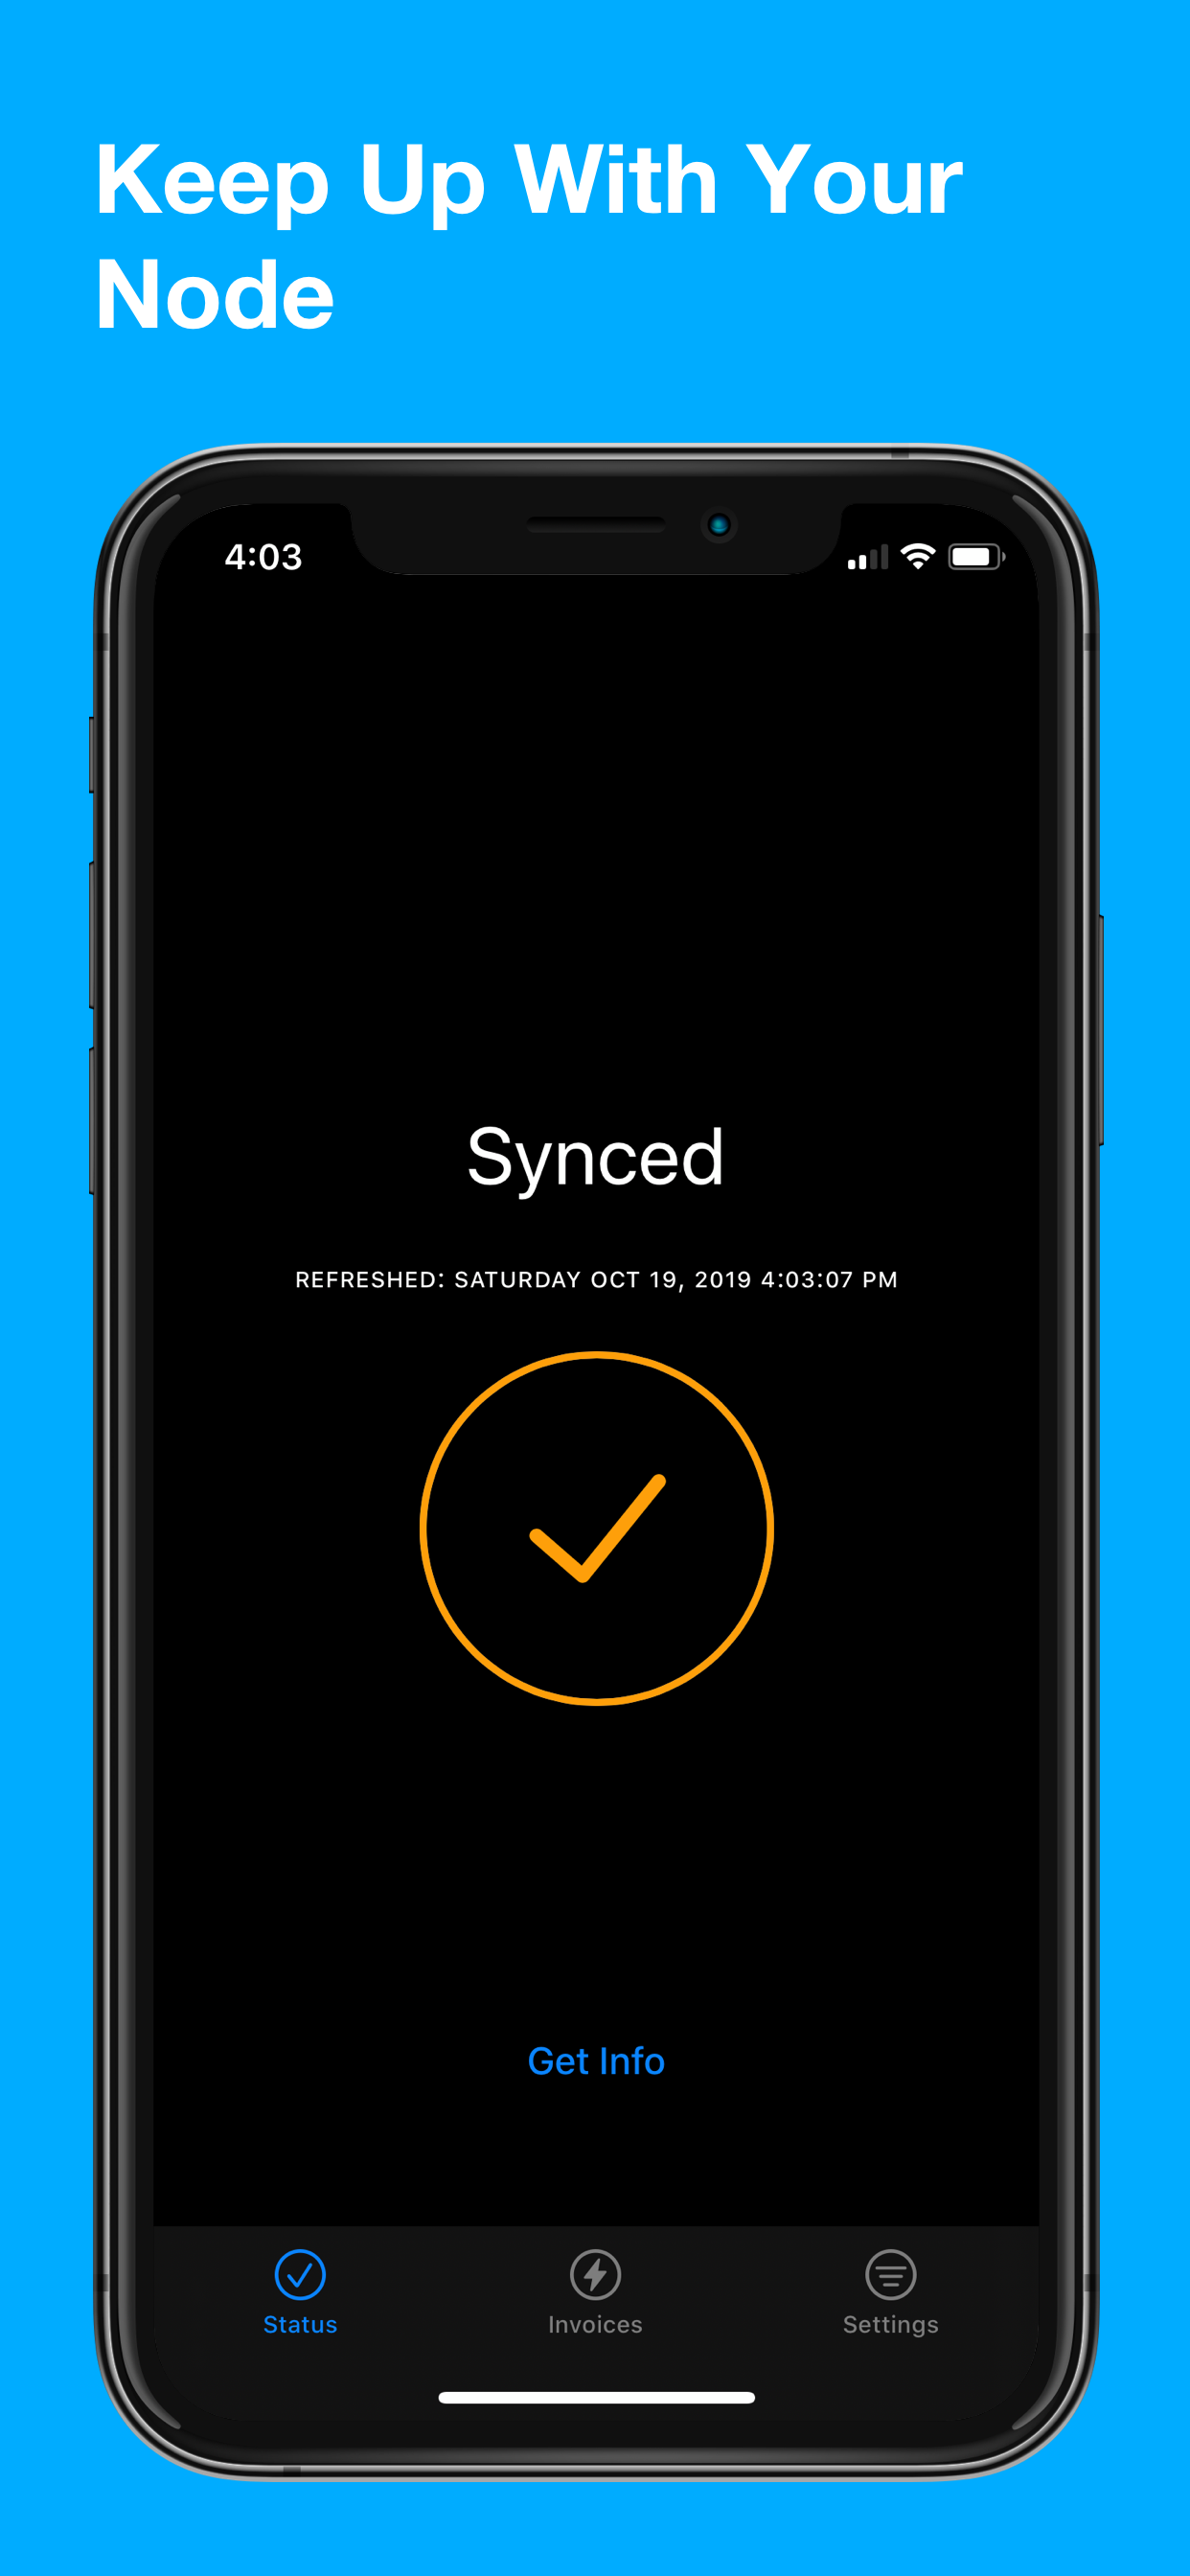 Keep Up With Your
Node
4:03
Synced
REFRESHED: SATURDAY OCT 19, 2019 4:03:07 PM
Get Info
Status
Invoices
Settings